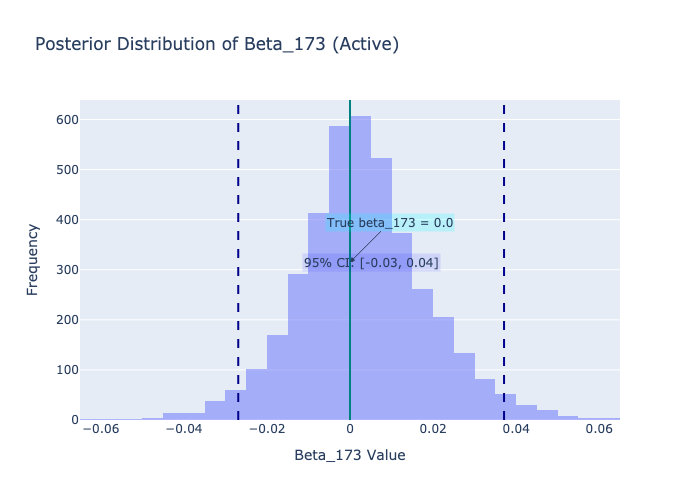 Posterior Distribution of Beta_173 (Active)
600
500
400
300
200
100
0
Frequency
True beta_173 = 0.0
95% CI: [-0.03, 0.04]
−0.06
−0.04
−0.02
0
0.02
0.04
0.06
Beta_173 Value